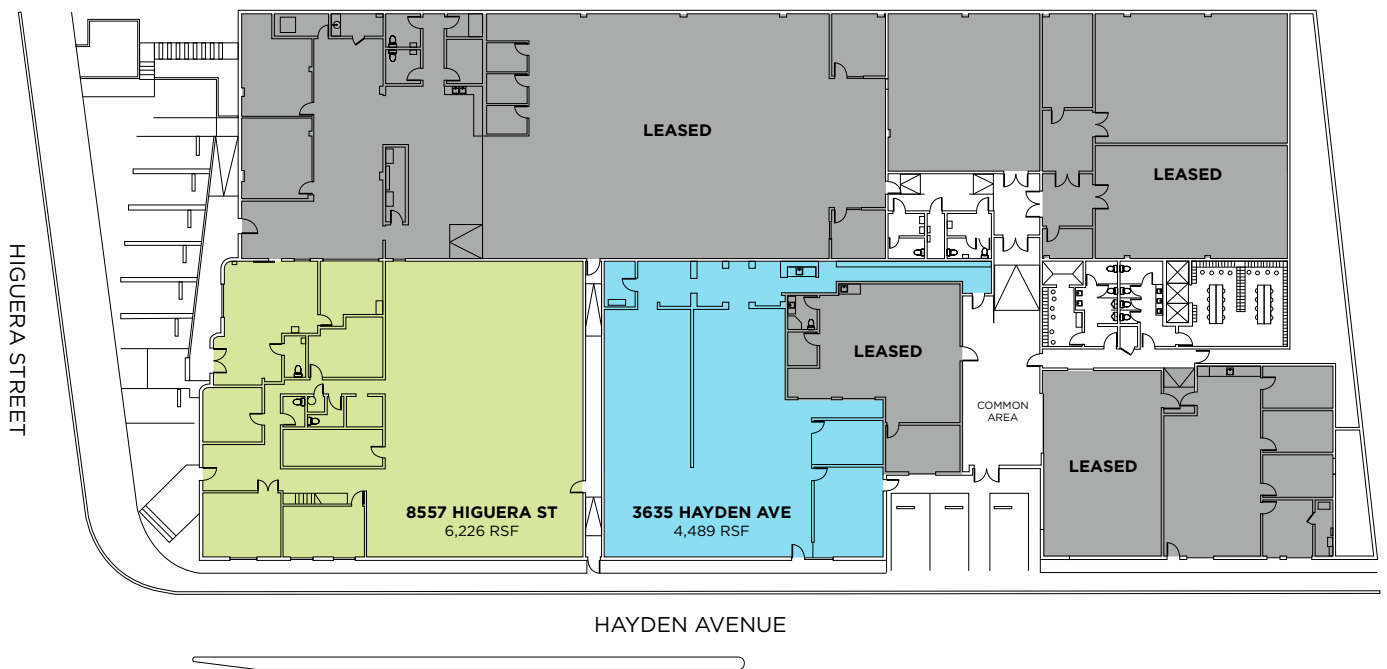 LEASED
LEASED
HIGUERA STREET
LEASED
COMMON
AREA
LEASED
8557 HIGUERA ST
6,226 RSF
3635 HAYDEN AVE
4,489 RSF
HAYDEN AVENUE